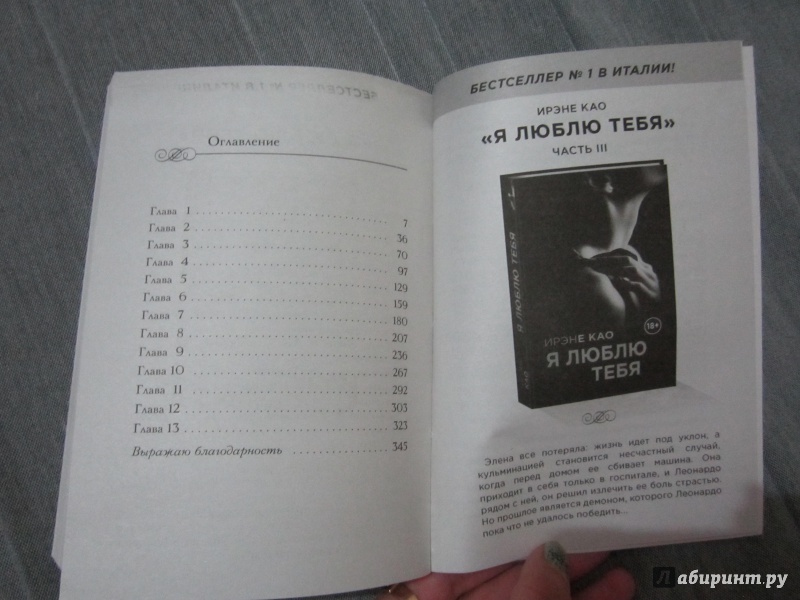 Оглавление
Глава 1 7
Глава 2 36
Глава 3 70
Глава 4 97
Глава 5 129
Глава 6 159
Глава 7 180
Глава 8 207
Глава 9 236
Глава 10 267
Глава 11 292
Глава 12 303
Глава 13 323
Выражаю благодарность 345
БЕСТСЕЛЛЕР № 1 В ИТАЛИИ!
ИРЭНЕ КАО
«Я ЛЮБЛЮ ТЕБЯ»
ЧАСТЬ III
Я ЛЮБЛЮ ТЕБЯ
КАО
18+
ИРЭНЕ КАО
Я ЛЮБЛЮ
ТЕБЯ
Элена все потеряла: жизнь идет под уклон, а
кульминацией становится несчастный случай,
когда перед домом ее сбивает машина. Она
приходит в себя только в госпитале, и Леонардо
рядом с ней, он решил излечить ее боль страстью.
Но прошлое является демоном, которого Леонардо
пока что не удалось победить...
Лабиринт.ру